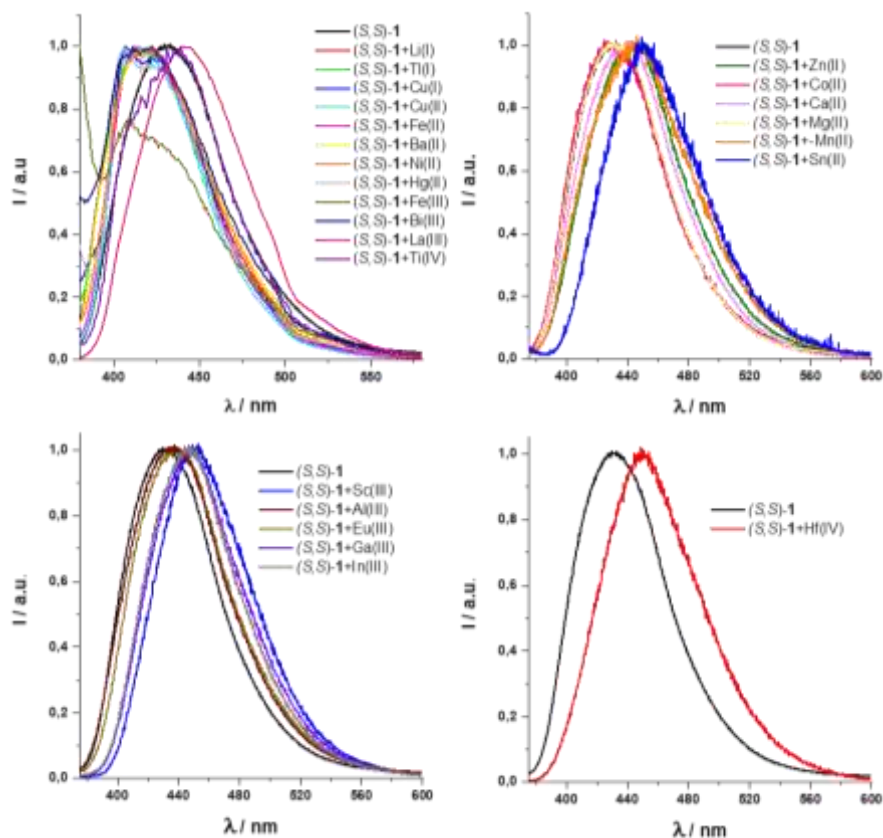 I / a.u
1,0
0,8
0,6
0,4
0,2
0,0
400
450
500
550
λ / nm
(S,S)-1
(S,S)-1+Li(I)
(S,S)-1+Tl(I)
(S,S)-1+Cu(I)
(S,S)-1+Cu(II)
(S,S)-1+Fe(II)
(S,S)-1+Ba(II)
(S,S)-1+Ni(II)
(S,S)-1+Hg(II)
(S,S)-1+Fe(III)
(S,S)-1+Bi(III)
(S,S)-1+La(III)
(S,S)-1+Ti(IV)
I / a.u.
1,0
0,8
0,6
0,4
0,2
0,0
400
440
480
520
560
600
λ / nm
(S,S)-1
(S,S)-1+Zn(II)
(S,S)-1+Co(II)
(S,S)-1+Ca(II)
(S,S)-1+Mg(II)
(S,S)-1+-Mn(II)
(S,S)-1+Sn(II)
I / a.u.
1,0
0,8
0,6
0,4
0,2
0,0
400
440
480
520
560
600
λ / nm
(S,S)-1
(S,S)-1+Sc(III)
(S,S)-1+Al(III)
(S,S)-1+Eu(III)
(S,S)-1+Ga(III)
(S,S)-1+In(III)
I / a.u.
1,0
0,8
0,6
0,4
0,2
0,0
400
440
480
520
560
600
λ / nm
(S,S)-1
(S,S)-1+Hf(IV)